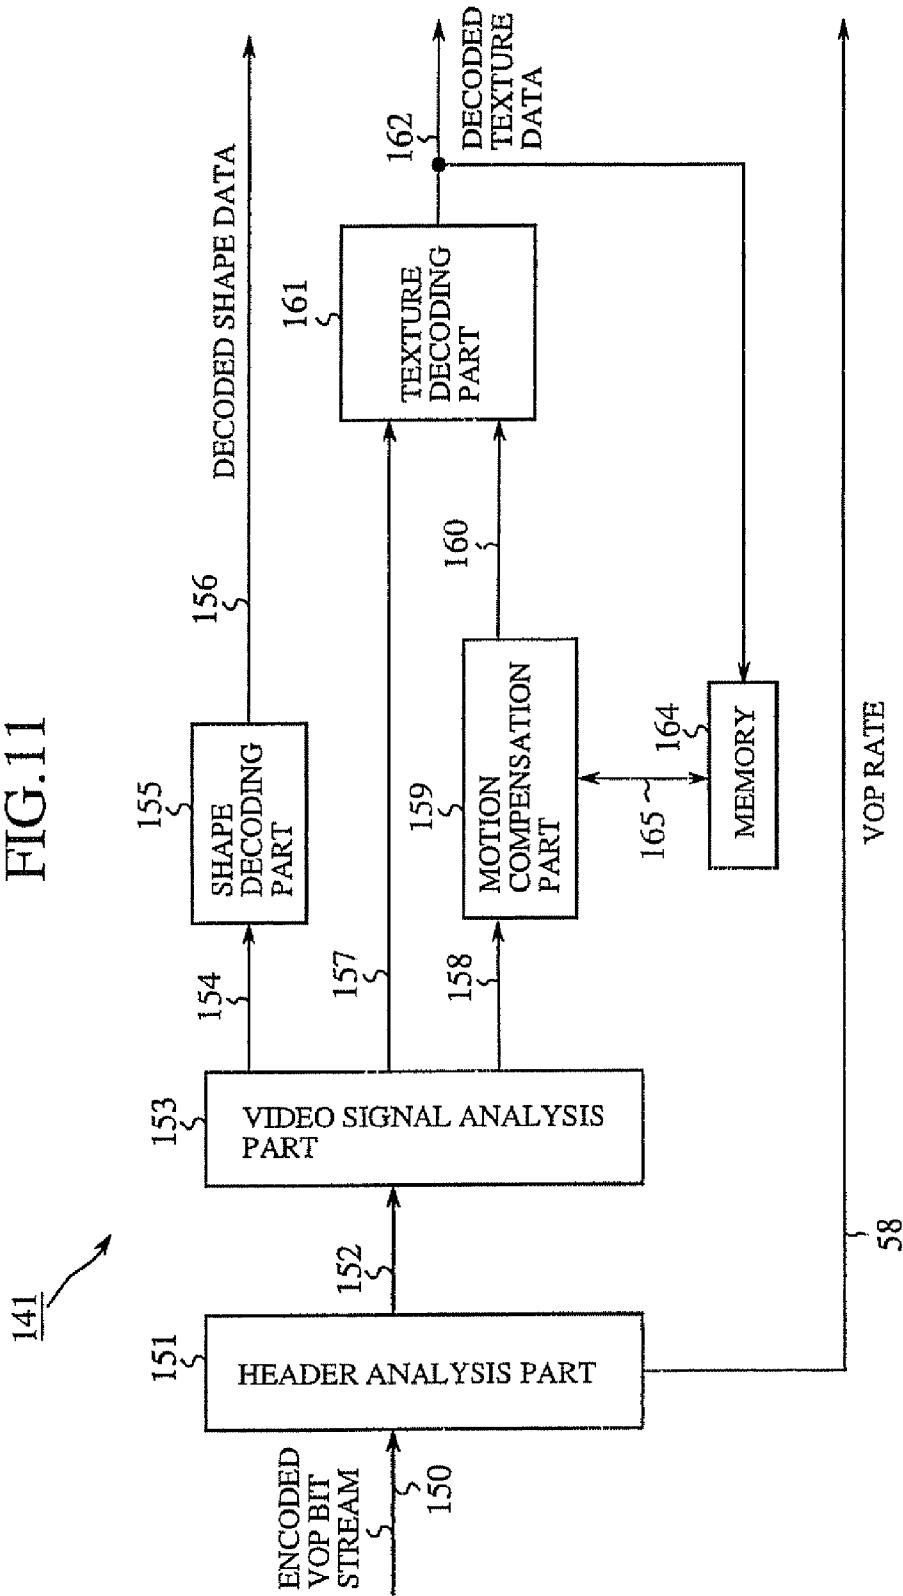 FIG.11
141
ENCODED
VOP BIT
STREAM
150
151
HEADER ANALYSIS PART
152
153
VIDEO SIGNAL ANALYSIS
PART
154
155
SHAPE
DECODING
PART
156
DECODED SHAPE DATA
157
158
159
MOTION
COMPENSATION
PART
160
161
TEXTURE
DECODING
PART
162
DECODED
TEXTURE
DATA
165
164
MEMORY
58
VOP RATE